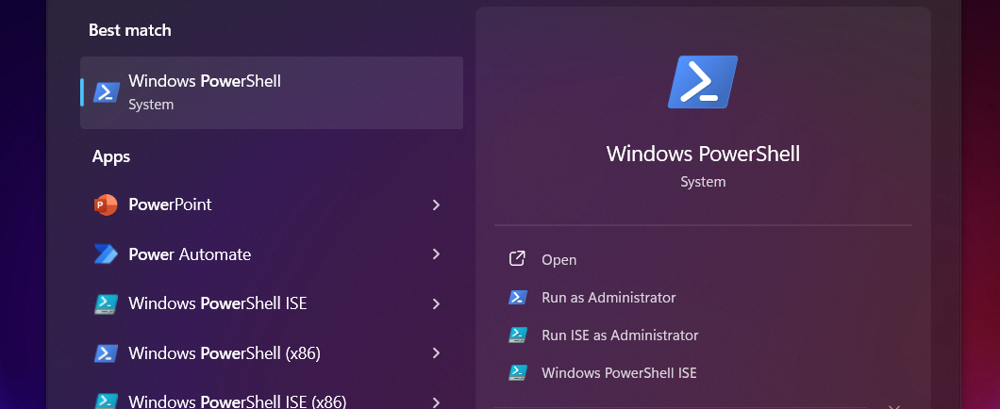 Best match
Windows PowerShell
System
Apps
PowerPoint
Power Automate
Windows PowerShell ISE
Windows PowerShell (x86)
Windows PowerShell ISE (x86)
Windows PowerShell
System
Open
Run as Administrator
Run ISE as Administrator
Windows PowerShell ISE